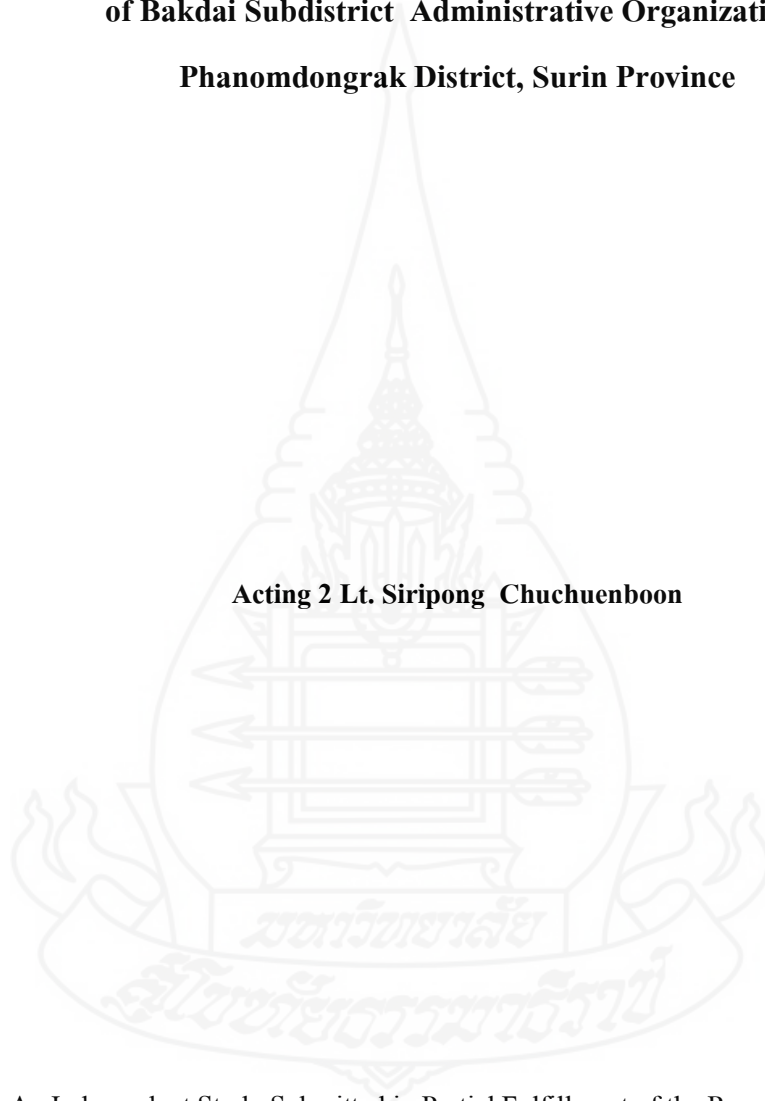 of Bakdai Subdistrict Administrative Organizati
Phanomdongrak District, Surin Province
Acting 2 Lt. Siripong Chuchuenboon
มหาวิทยาลัย
สุโขทัยธรรมาธิราช
An Independent Study Submitted in Partial Fulfillment of the